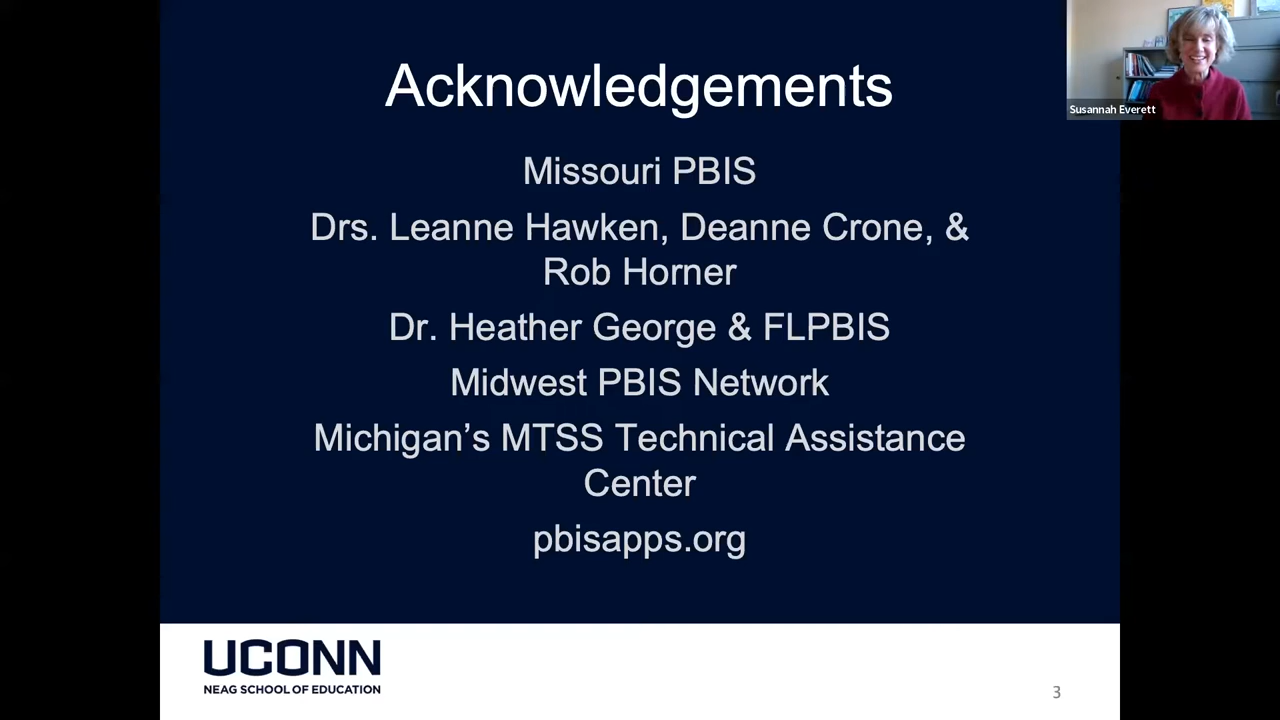 Acknowledgements
Susannah Everett
Missouri PBIS
Drs. Leanne Hawken, Deanne Crone, &
Rob Horner
Dr. Heather George & FLPBIS
Midwest PBIS Network
Michigan’s MTSS Technical Assistance
Center
pbisapps.org
UCONN
NEAG SCHOOL OF EDUCATION
3